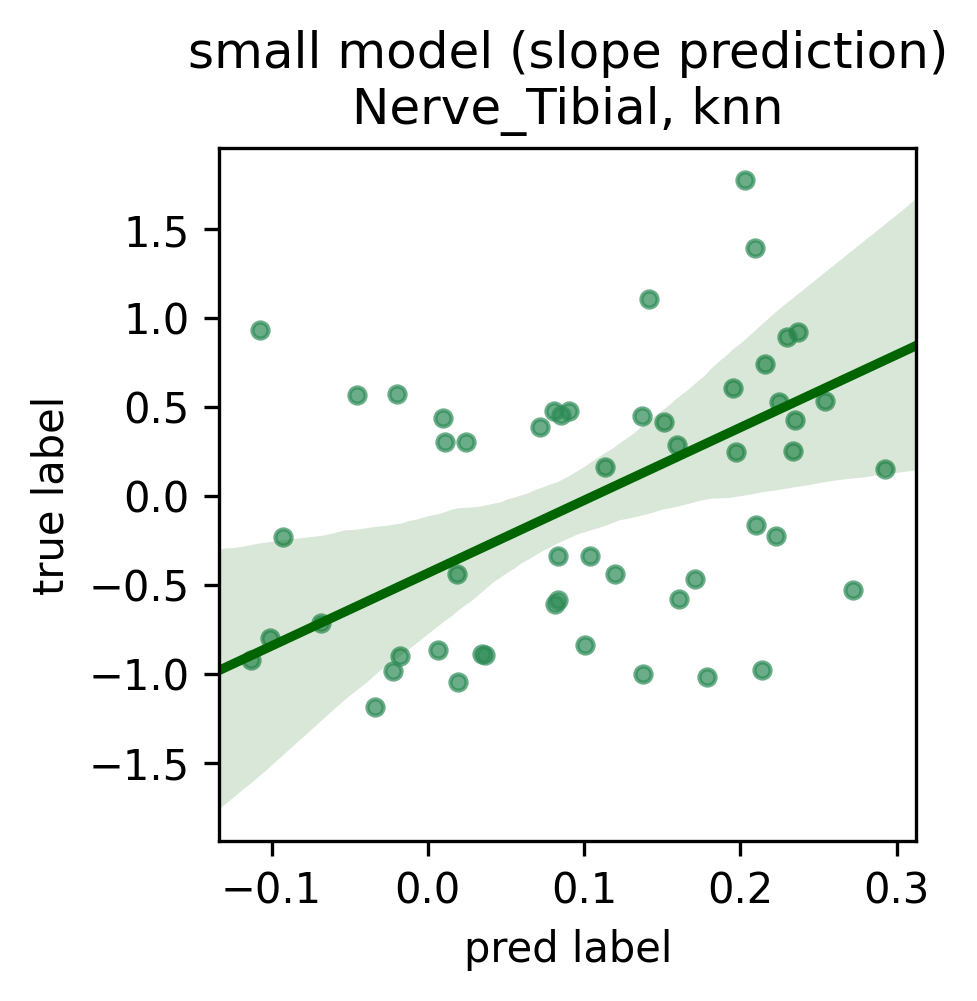 small model (slope prediction)
Nerve_Tibial, knn
1.5
1.0
0.5
0.0
−0.5
−1.0
−1.5
true label
−0.1 0.0 0.1 0.2 0.3
pred label